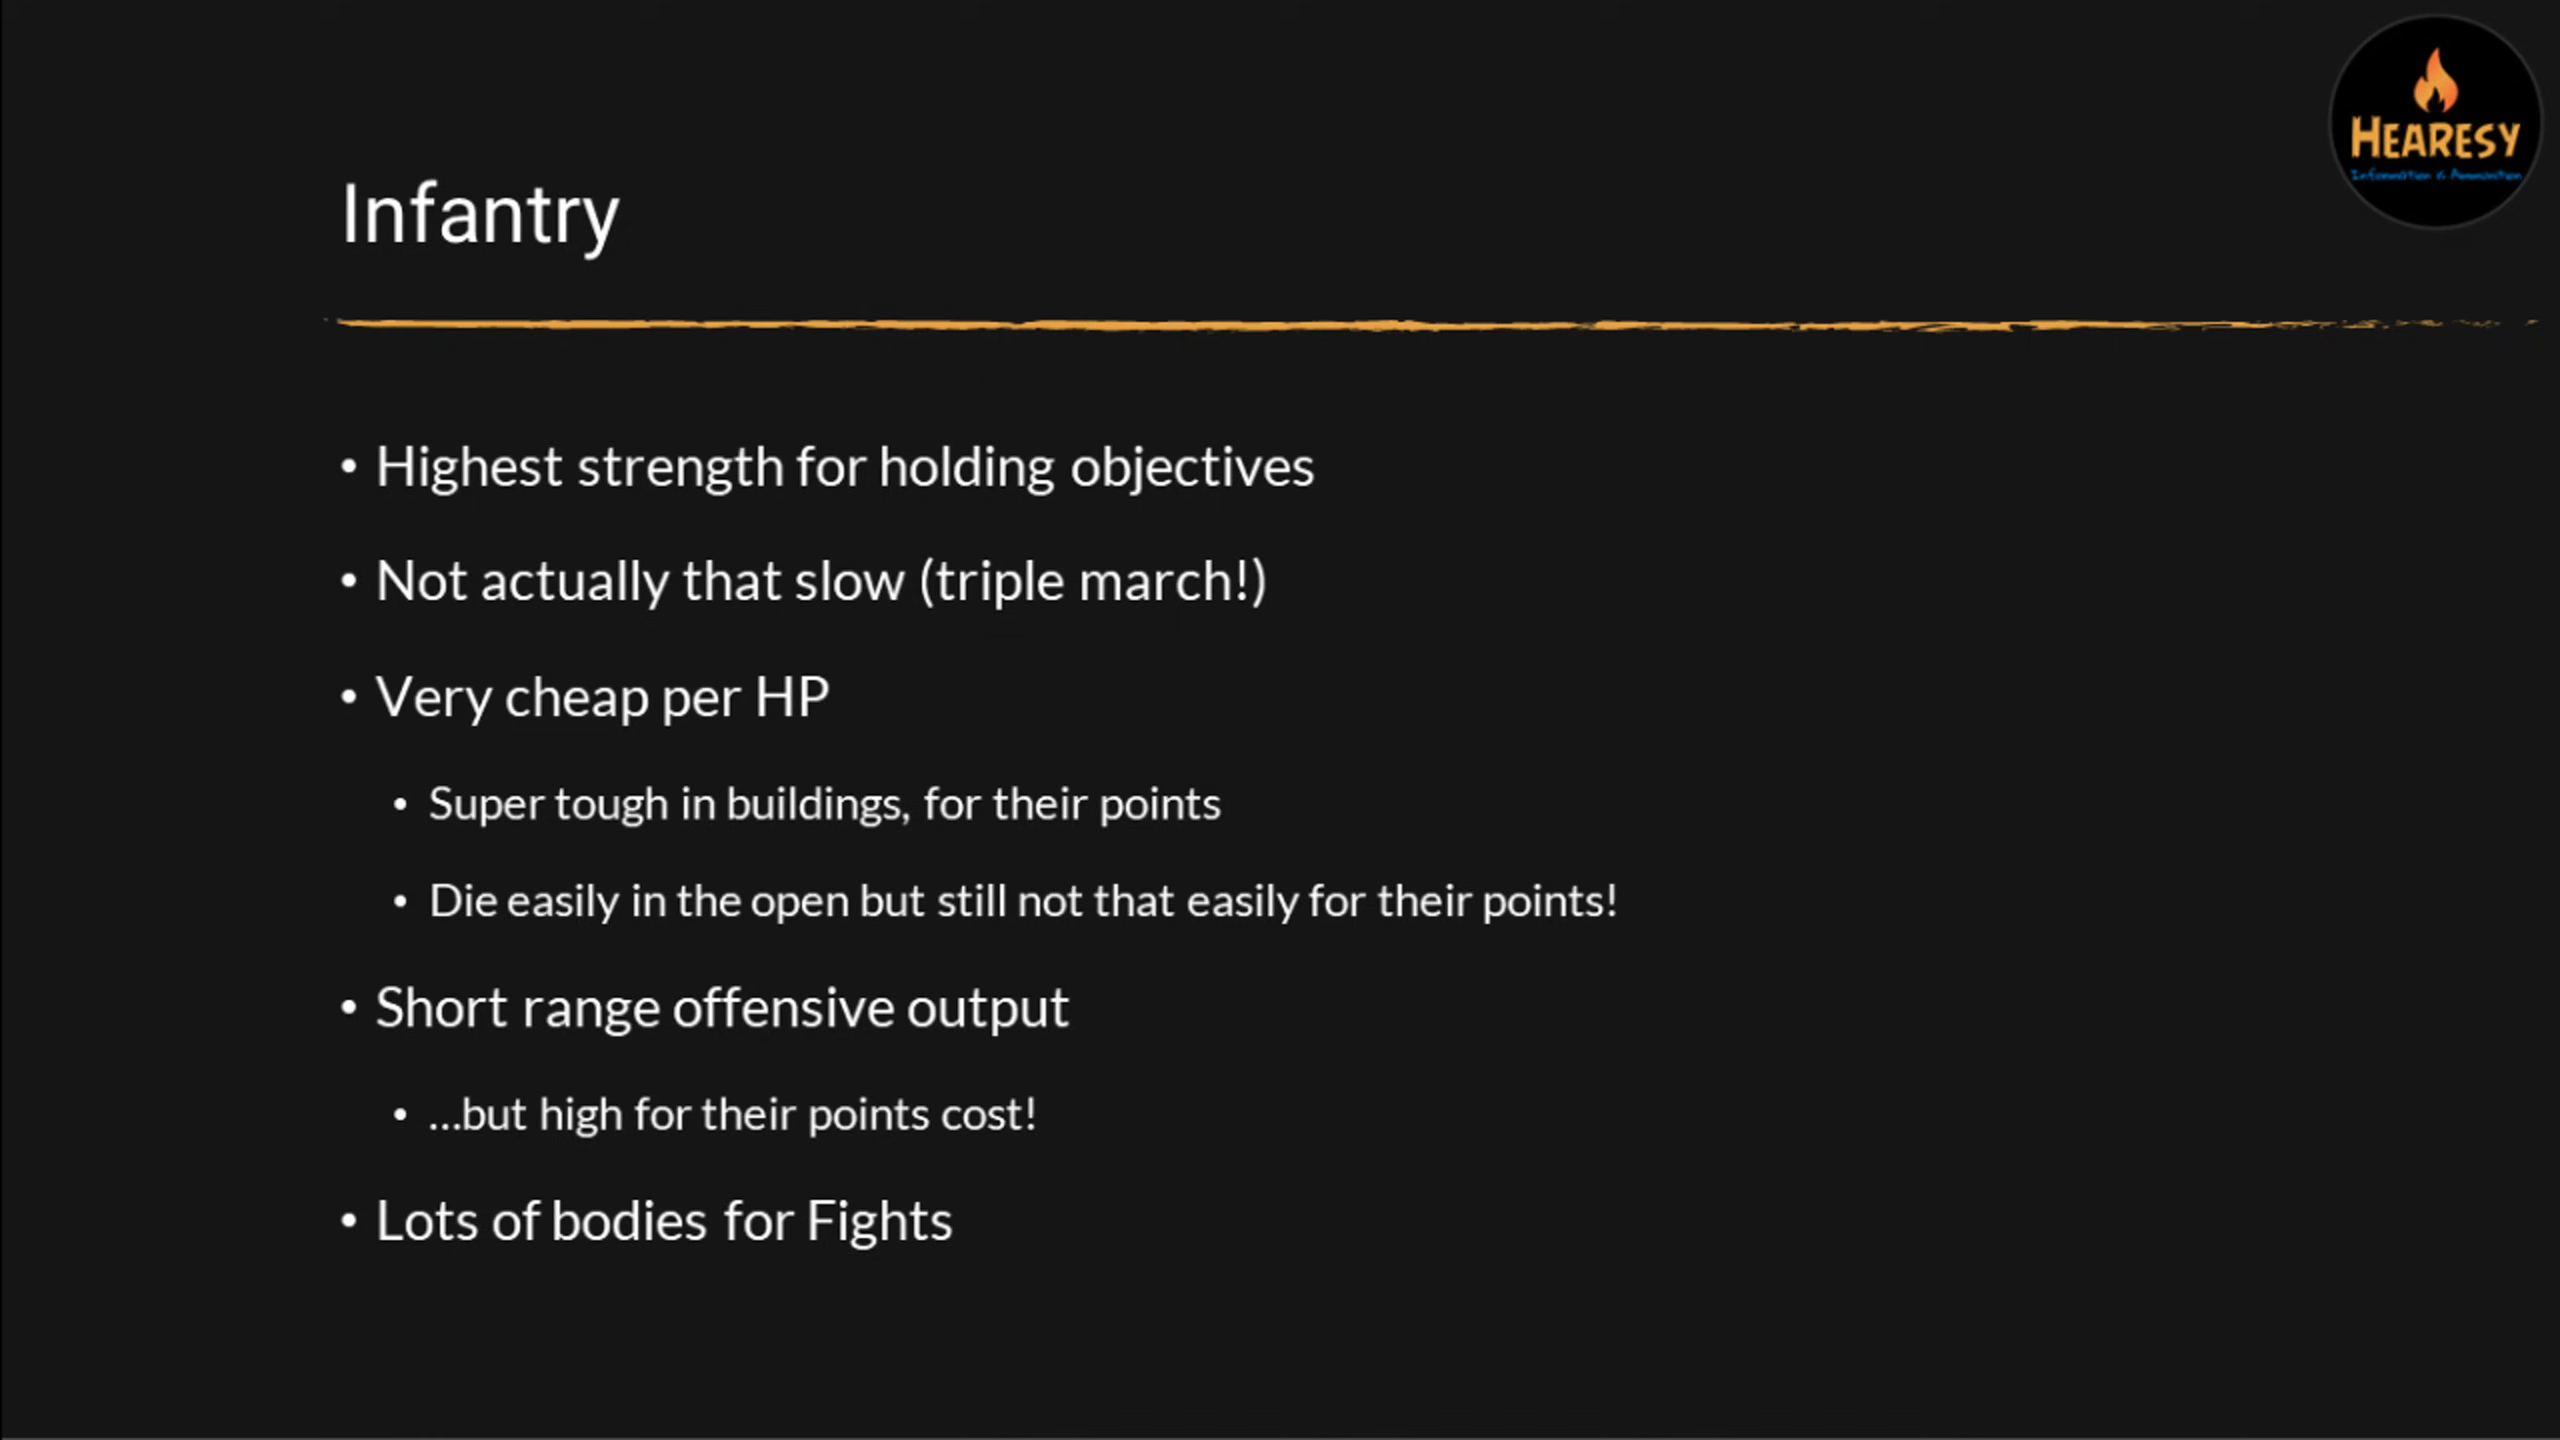 HEARESY
Information & Ammunition
Infantry
• Highest strength for holding objectives
• Not actually that slow (triple march!)
• Very cheap per HP
• Super tough in buildings, for their points
• Die easily in the open but still not that easily for their points!
• Short range offensive output
• ...but high for their points cost!
• Lots of bodies for Fights